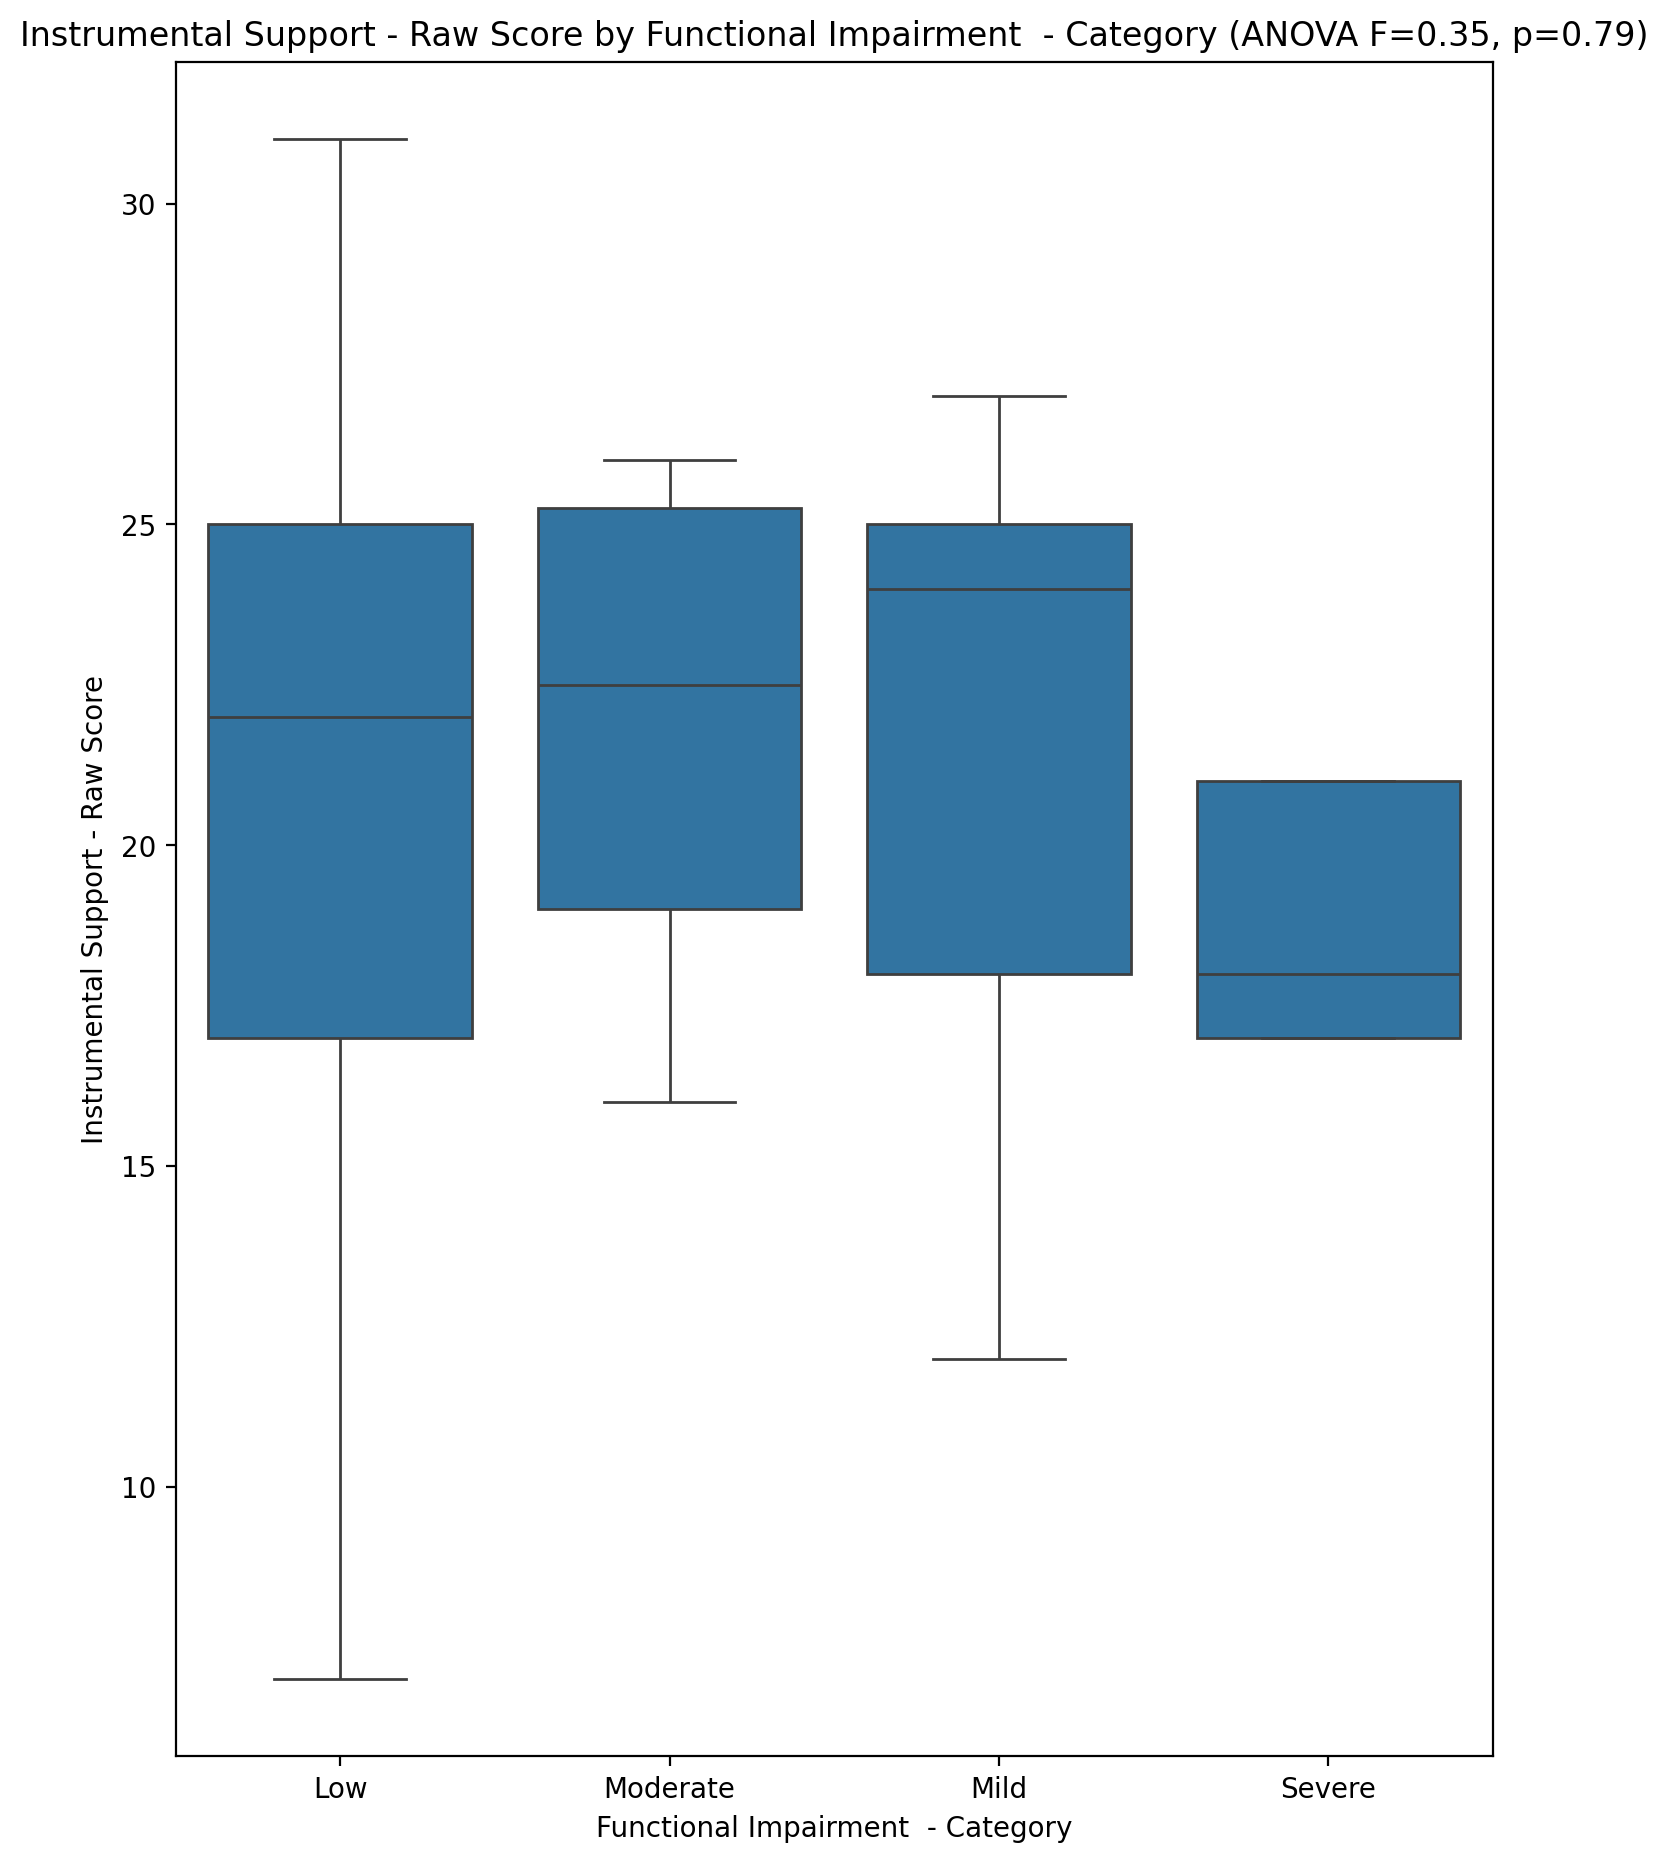 Instrumental Support - Raw Score by Functional Impairment  - Category (ANOVA F=0.35, p=0.79)
Instrumental Support - Raw Score
30
25
20
15
10
Low
Moderate
Mild
Severe
Functional Impairment  - Category